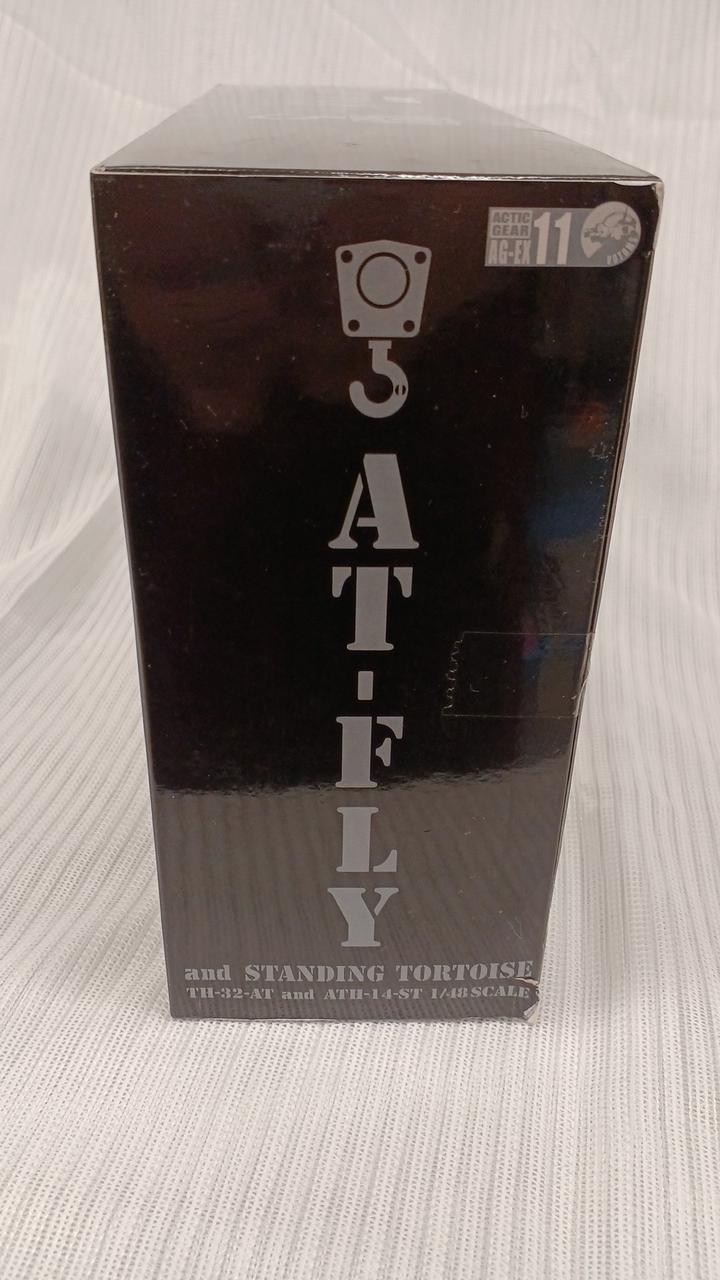 ACTIC
GEAR
AG-EX 11
VOTOMS
AT-FLY
and STANDING TORTOISE
TH-32-AT and ATH-14-ST 1/48 SCALE